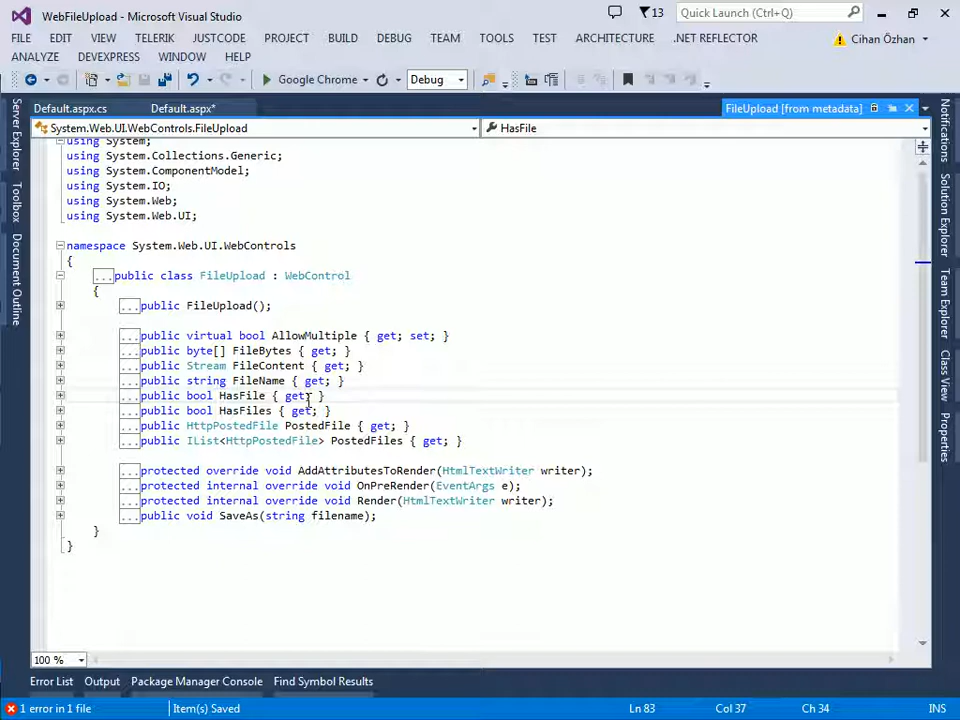 WebFileUpload - Microsoft Visual Studio
13
Quick Launch (Ctrl+Q)
FILE EDIT VIEW TELERIK JUSTCODE PROJECT BUILD DEBUG TEAM TOOLS TEST ARCHITECTURE .NET REFLECTOR
Cihan Özhan
ANALYZE DEVEXPRESS WINDOW HELP
Google Chrome
Debug
Default.aspx.cs
Default.aspx*
FileUpload [from metadata]
System.Web.UI.WebControls.FileUpload
HasFile
Server Explorer
Toolbox
Document Outline
using System;
using System.Collections.Generic;
using System.ComponentModel;
using System.IO;
using System.Web;
using System.Web.UI;
namespace System.Web.UI.WebControls
{
...public class FileUpload : WebControl
{
...public FileUpload();
...public virtual bool AllowMultiple { get; set; }
...public byte[] FileBytes { get; }
...public Stream FileContent { get; }
...public string FileName { get; }
...public bool HasFile { get; }
...public bool HasFiles { get; }
...public HttpPostedFile PostedFile { get; }
...public IList<HttpPostedFile> PostedFiles { get; }
...protected override void AddAttributesToRender(HtmlTextWriter writer);
...protected internal override void OnPreRender(EventArgs e);
...protected internal override void Render(HtmlTextWriter writer);
...public void SaveAs(string filename);
}
}
Notifications
Solution Explorer
Team Explorer
Class View
Properties
100 %
Error List Output Package Manager Console Find Symbol Results
1 error in 1 file
Item(s) Saved
Ln 83
Col 37
Ch 34
INS